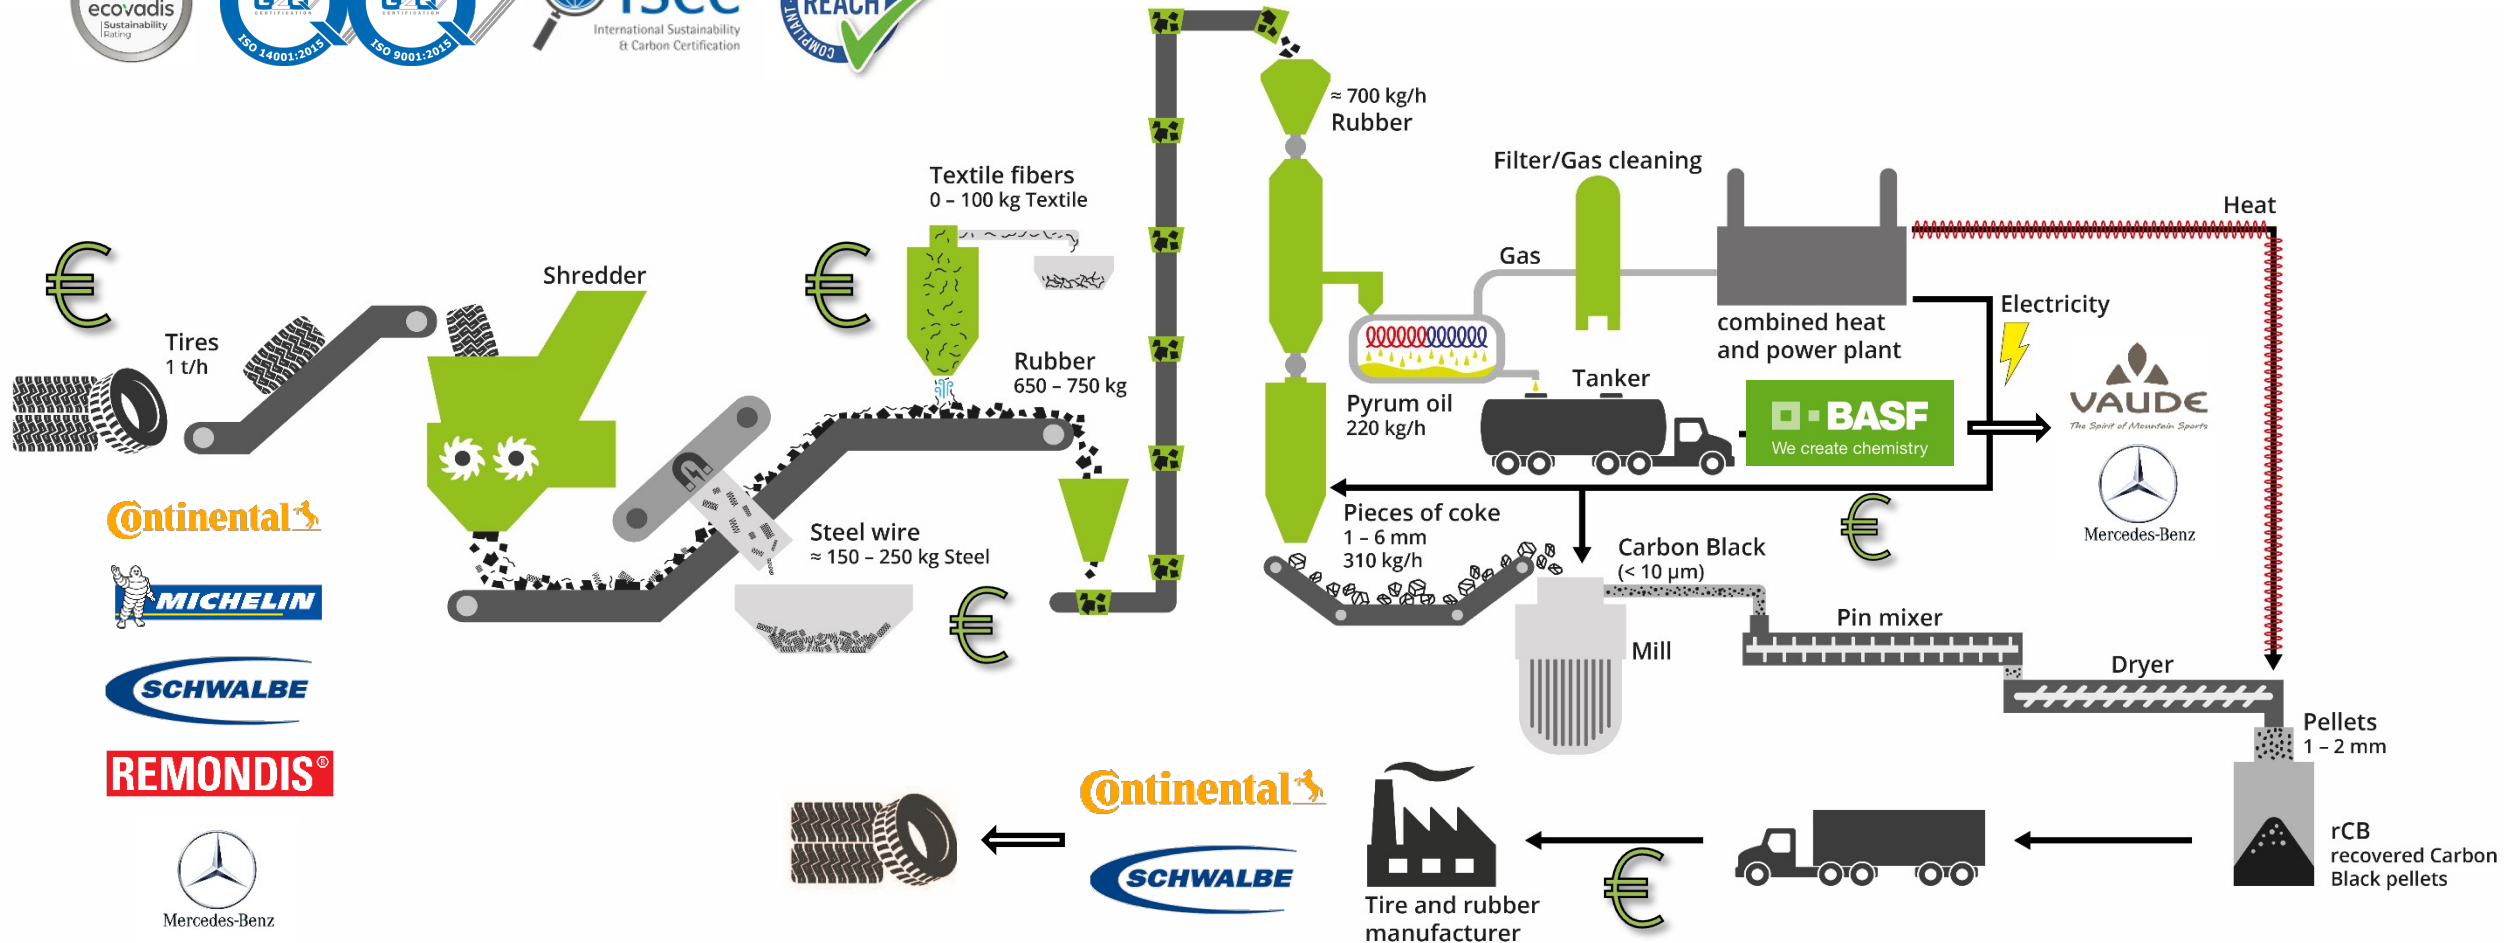 ecovadis
Sustainability
Rating
CERTIFICATION
ISO 14001:2015
CERTIFICATION
ISO 9001:2015
ISCC
International Sustainability
& Carbon Certification
REACH
COMPLIANT
≈ 700 kg/h
Rubber
Textile fibers
0 – 100 kg Textile
Filter/Gas cleaning
Heat
€
€
Shredder
Gas
Tires
1 t/h
Rubber
650 – 750 kg
combined heat
and power plant
Electricity
Tanker
Pyrum oil
220 kg/h
BASF
We create chemistry
VAUDE
The Spirit of Mountain Sports
Mercedes-Benz
Continental
Steel wire
≈ 150 – 250 kg Steel
Pieces of coke
1 – 6 mm
310 kg/h
€
Carbon Black
(< 10 µm)
MICHELIN
€
Pin mixer
Mill
Dryer
SCHWALBE
Pellets
1 – 2 mm
REMONDIS®
Continental
rCB
recovered Carbon
Black pellets
SCHWALBE
€
Mercedes-Benz
Tire and rubber
manufacturer